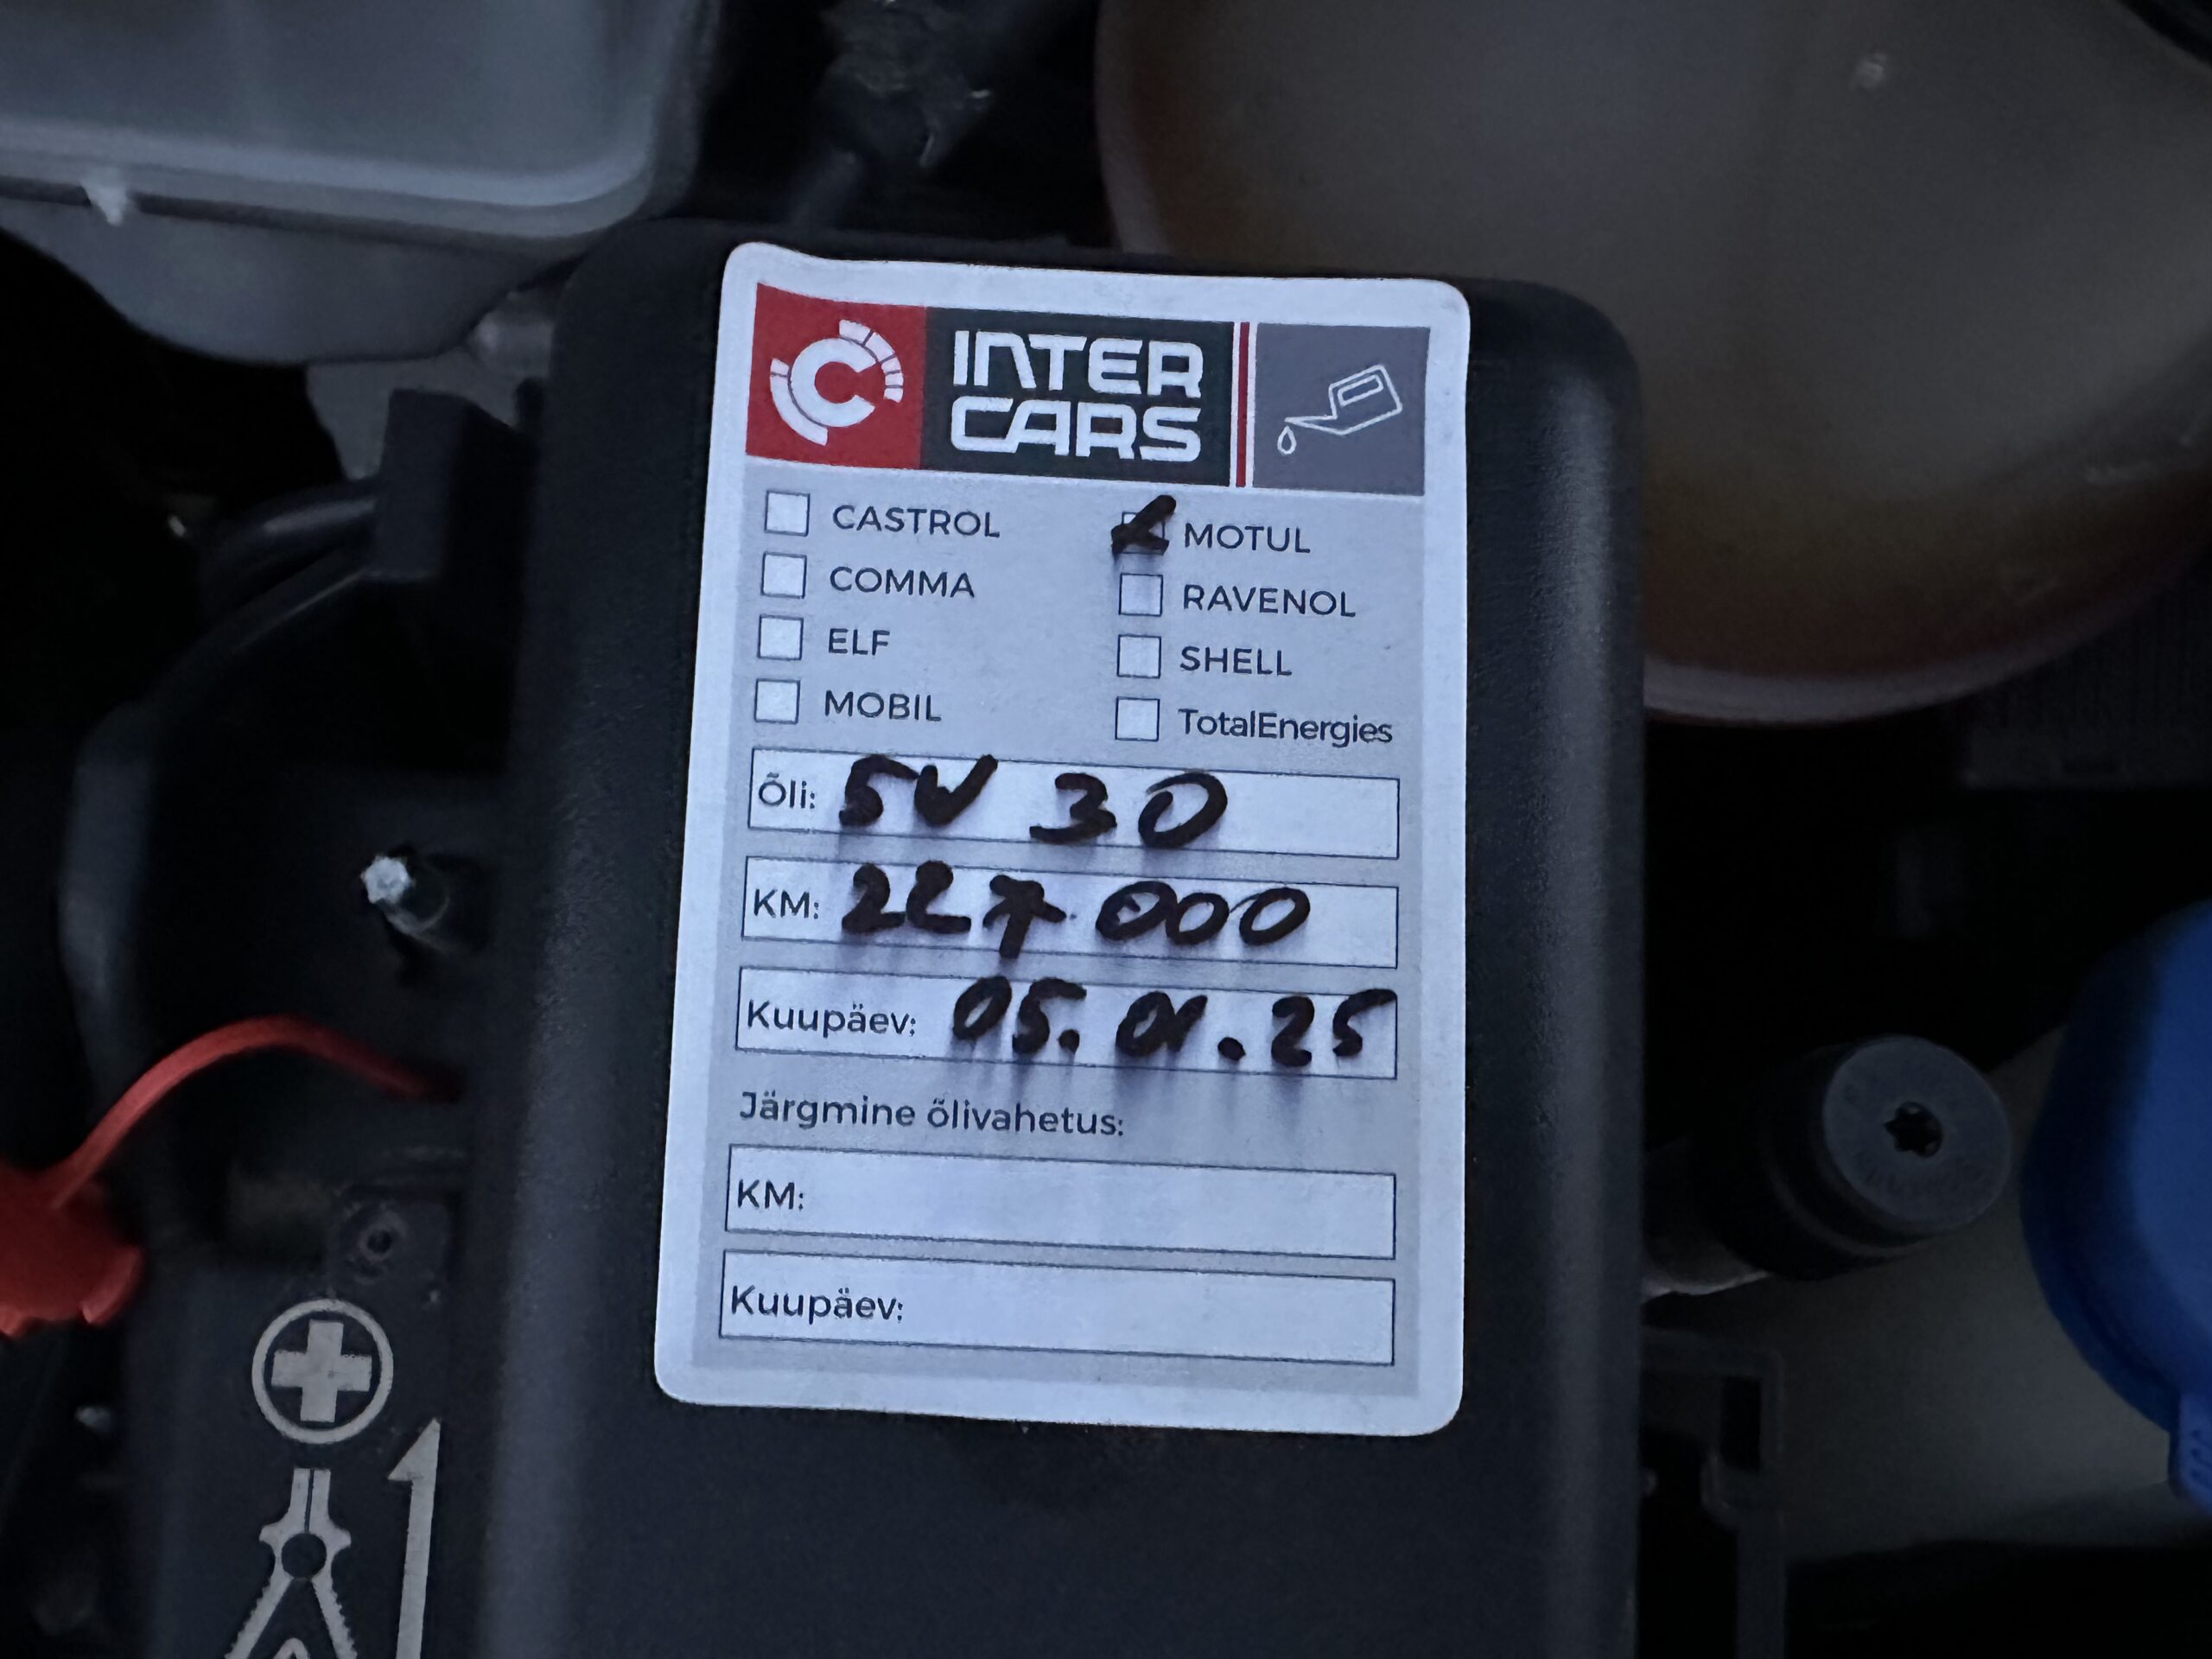 INTER
CARS
CASTROL
COMMA
ELF
MOBIL
MOTUL
RAVENOL
SHELL
TotalEnergies
Õli: 5W 30
KM: 227 000
Kuupäev: 05.01.25
Järgmine õlivahetus:
KM:
Kuupäev: